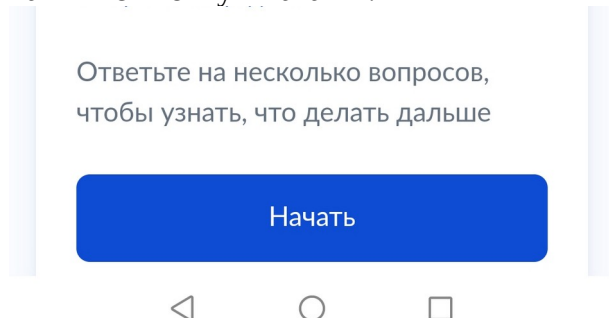 Ответьте на несколько вопросов,
чтобы узнать, что делать дальше
Начать